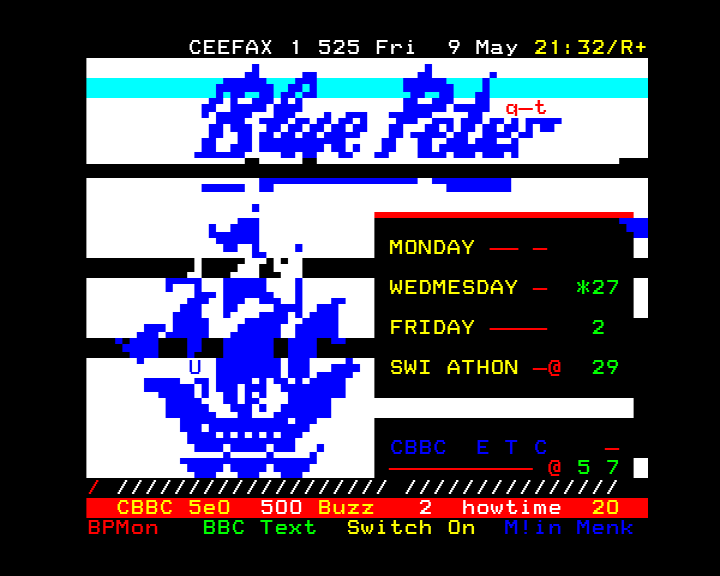 CEEFAX 1 525 Fri 9 May 21:32/R+
Blue Peter
q—t
MONDAY —— —
WEDMESDAY — *27
FRIDAY ———— 2
SWI ATHON —@ 29
U
CBBC E T C —
—————————— @ 5 7
/ ////////////////// ///////////////
CBBC 5eO 500 Buzz 2 howtime 20
BPMon BBC Text Switch On M!in Menk